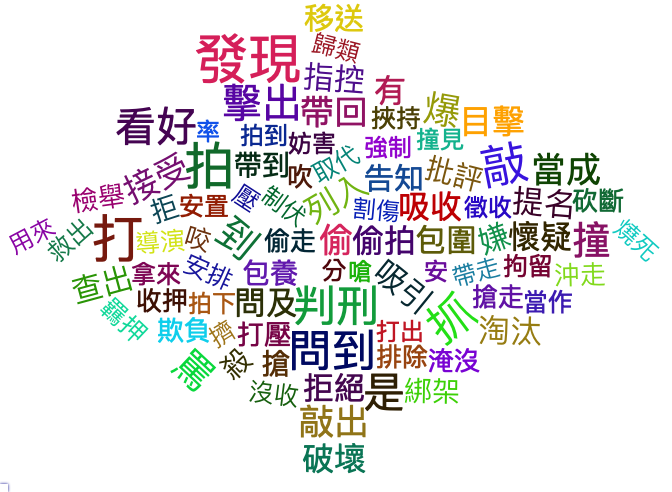 移送
歸類
發現
指控
有
擊出
帶回
挾持
爆
目擊
看好
率
拍到
妨害
強制
撞見
拍
帶到
吹
取代
告知
批評
敲
當成
檢舉
接受
拒
安置
壓
制伏
列入
割傷
吸收
徵收
提名
砍斷
用來
救出
打
導演
咬
到
偷走
偷
偷拍
包圍
嫌
懷疑
撞
燒死
查出
拿來
安排
包養
分
嗆
吸引
安
帶走
拘留
沖走
羈押
收押
拍下
問及
判刑
抓
搶走
當作
欺負
擠
打壓
問到
打出
排除
淹沒
淘汰
罵
殺
搶
沒收
拒絕
是
綁架
敲出
破壞